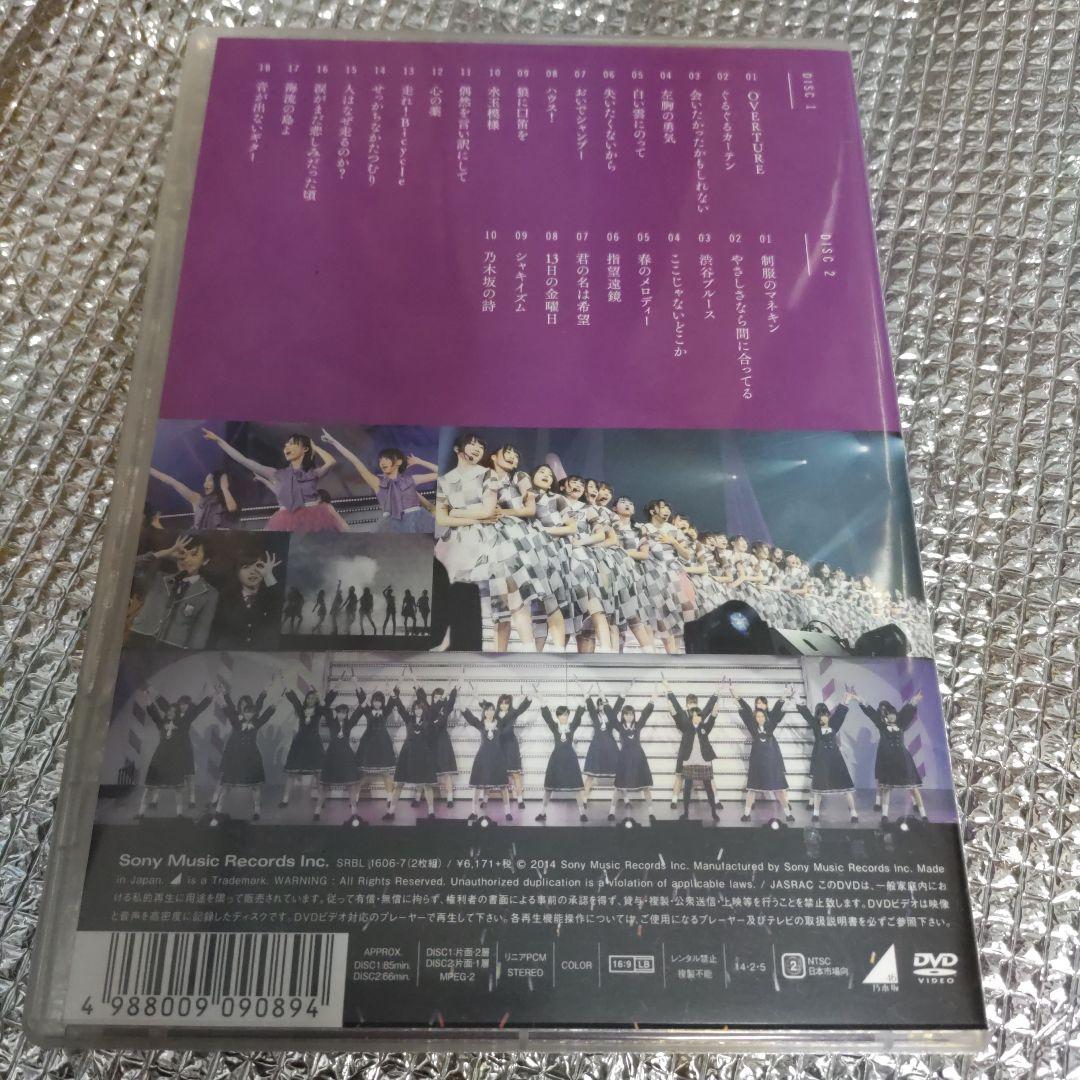 DISC 1
01 OVERTURE
02 ぐるぐるカーテン
03 会いたかったかもしれない
04 左胸の勇気
05 白い雲にのって
06 失いたくないから
07 おいでシャンプー
08 ハウス!
09 狼に口笛を
10 水玉模様
11 偶然を言い訳にして
12 心の薬
13 走れ!Bicycle
14 せっかちなかたつむり
15 人はなぜ走るのか?
16 涙がまだ悲しみだった頃
17 海流の島よ
18 音が出ないギター
DISC 2
01 制服のマネキン
02 やさしさなら間に合ってる
03 渋谷ブルース
04 ここじゃないどこか
05 春のメロディー
06 指望遠鏡
07 君の名は希望
08 13日の金曜日
09 シャキイズム
10 乃木坂の詩
Sony Music Records Inc. SRBL 1606-7(2枚組) / ¥6,171+税 © 2014 Sony Music Records Inc. Manufactured by Sony Music Records Inc. Made
in Japan. is a Trademark. WARNING : All Rights Reserved. Unauthorized duplication is a violation of applicable laws. / JASRAC このDVDは、一般家庭内にお
ける私的再生に用途を限って販売されています。従って有償・無償に拘らず、権利者の書面による事前の承認を得ず、貸与・複製・公衆送信・上映等を行うことを禁止致します。DVDビデオは映像
と音声を高密度に記録したディスクです。DVDビデオ対応のプレーヤーで再生して下さい。各再生機能操作については、ご使用になるプレーヤー及びテレビの取扱説明書を必ずご参照下さい。
APPROX.
DISC1:85min.
DISC2:66min.
DISC1:片面・2層
DISC2:片面・1層
MPEG-2
リニアPCM
STEREO
COLOR
16:9 LB
レンタル禁止
複製不能
14・2・5
2
NTSC
日本市場向
46
乃木坂
DVD
VIDEO
4 988009 090894